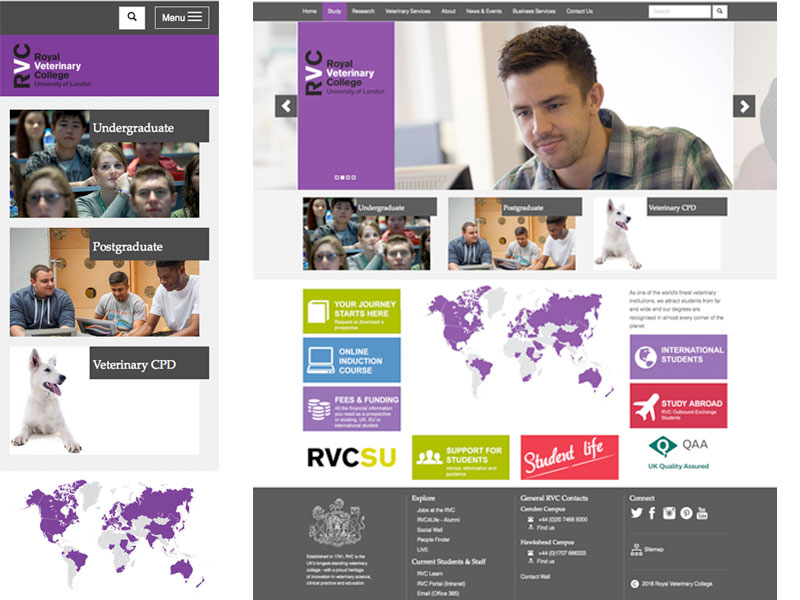 Menu
RVC
Royal
Veterinary
College
University of London
Undergraduate
Postgraduate
Veterinary CPD
Home Study Research Veterinary Services About News & Events Business Services Contact Us Search
RVC
Royal
Veterinary
College
University of London
Undergraduate
Postgraduate
Veterinary CPD
YOUR JOURNEY
STARTS HERE
Request or download a
prospectus
ONLINE
INDUCTION
COURSE
FEES & FUNDING
All the financial information
you need as a prospective
or existing, UK, EU or
international student
As one of the world's finest veterinary
institutions, we attract students from far
and wide and our degrees are
recognised in almost every corner of the
planet.
INTERNATIONAL
STUDENTS
STUDY ABROAD
RVC Outbound Exchange
Students
RVCSU
SUPPORT FOR
STUDENTS
Advice, information and
guidance
Student life
QAA
UK Quality Assured
Established in 1791, RVC is the
UK's longest-standing veterinary
college - with a proud heritage
of innovation in veterinary science,
clinical practice and education.
Explore
Jobs at the RVC
RVC4Life - Alumni
Social Wall
People Finder
LIVE
Current Students & Staff
RVC Learn
RVC Portal (Intranet)
Email (Office 365)
General RVC Contacts
Camden Campus
+44 (0)20 7468 5000
Find us
Hawkshead Campus
+44 (0)1707 666333
Find us
Contact Wall
Connect
You Tube
Sitemap
© 2016 Royal Veterinary College